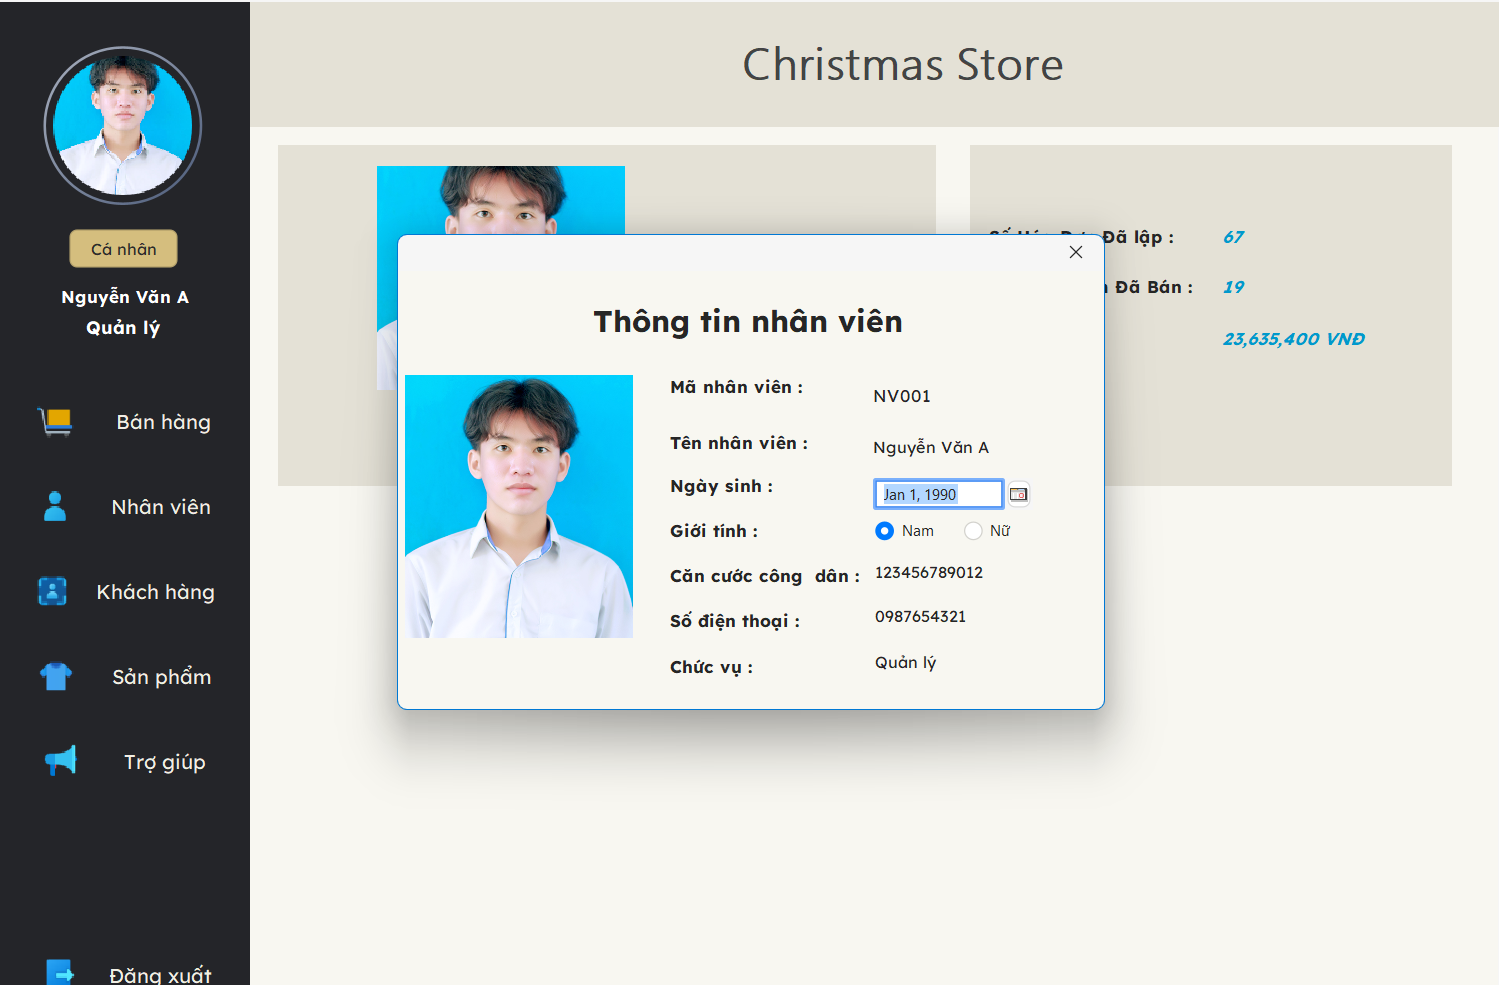 Christmas Store
Cá nhân
Nguyễn Văn A
Quản lý
Bán hàng
Nhân viên
Khách hàng
Sản phẩm
Trợ giúp
Đăng xuất
Đã lập : 67
Đã Bán : 19
23,635,400 VNĐ
Thông tin nhân viên
Mã nhân viên : NV001
Tên nhân viên : Nguyễn Văn A
Ngày sinh : Jan 1, 1990
Giới tính : Nam Nữ
Căn cước công dân : 123456789012
Số điện thoại : 0987654321
Chức vụ : Quản lý